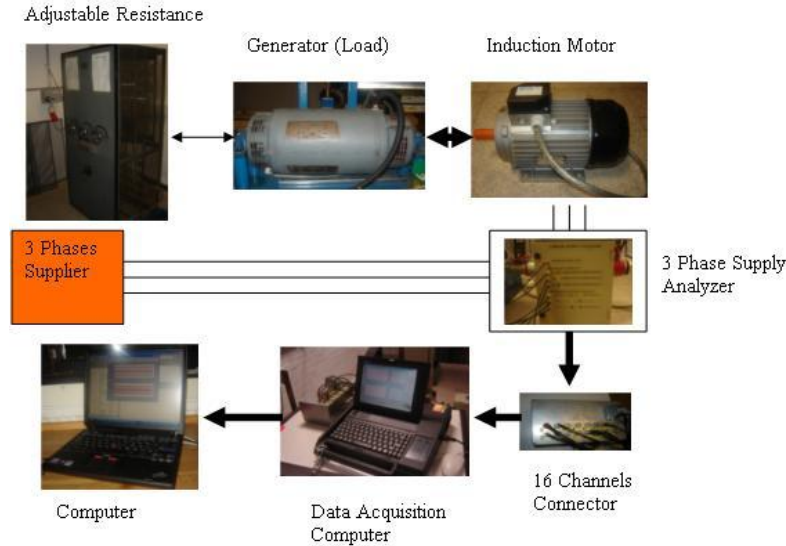 Adjustable Resistance
Generator (Load)
Induction Motor
3 Phases
Supplier
3 Phase Supply
Analyzer
16 Channels
Connector
Data Acquisition
Computer
Computer